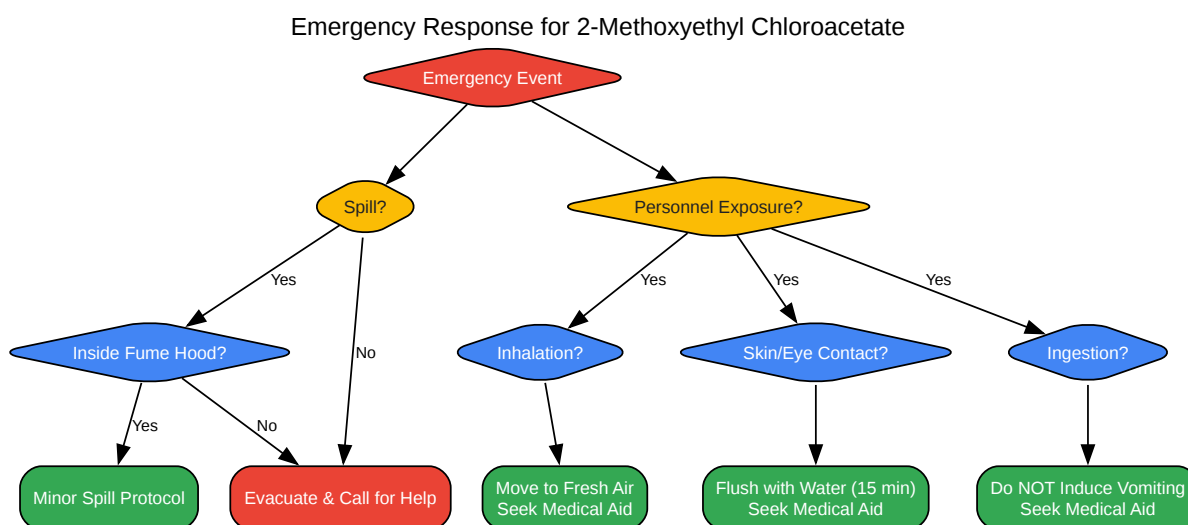 Emergency Response for 2-Methoxyethyl Chloroacetate
Emergency Event
Spill?
Personnel Exposure?
Yes
Yes
Yes
Yes
Inside Fume Hood?
No
Inhalation?
Skin/Eye Contact?
Ingestion?
Yes
No
Minor Spill Protocol
Evacuate & Call for Help
Move to Fresh Air
Seek Medical Aid
Flush with Water (15 min)
Seek Medical Aid
Do NOT Induce Vomiting
Seek Medical Aid